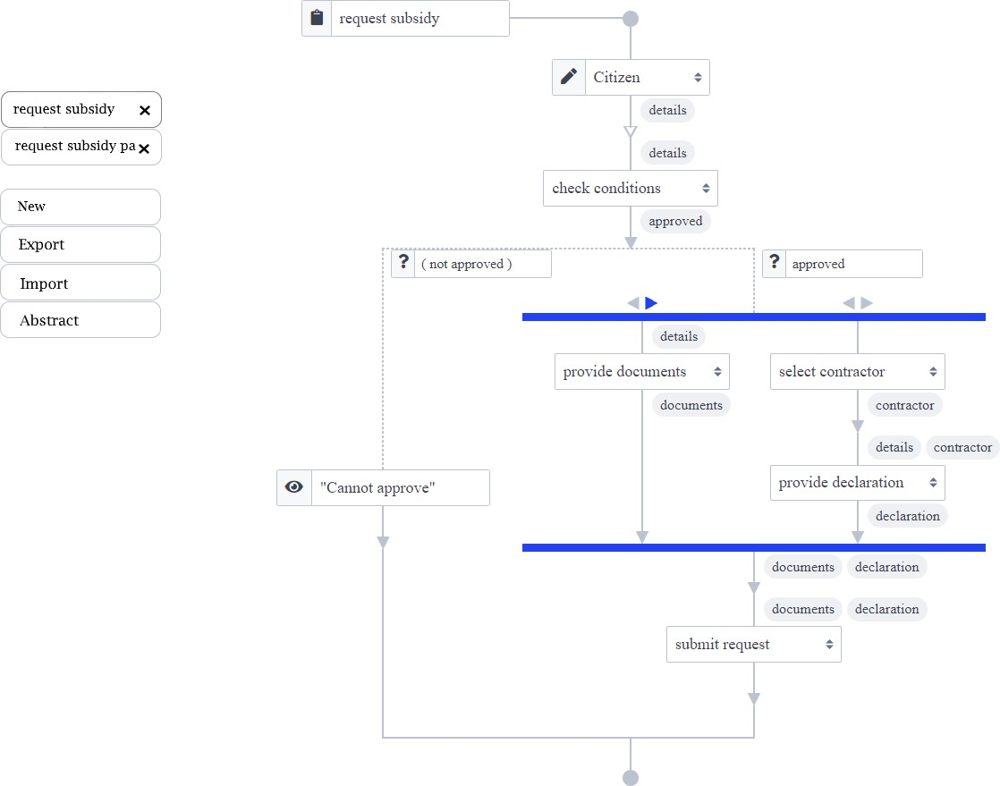 request subsidy
Citizen
details
request subsidy
request subsidy pa
details
check conditions
New
approved
Export
? ( not approved )
? approved
Import
Abstract
details
provide documents
select contractor
documents
contractor
details contractor
"Cannot approve"
provide declaration
declaration
documents declaration
documents declaration
submit request